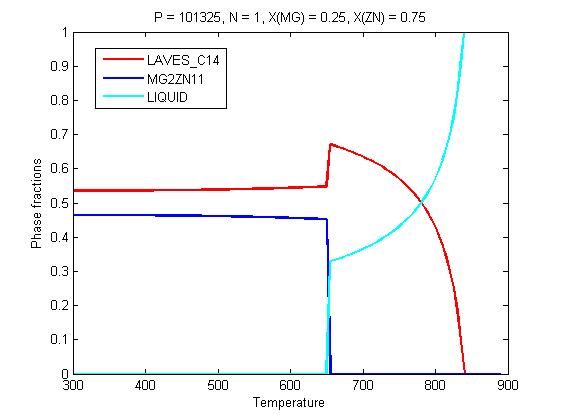 P = 101325, N = 1, X(MG) = 0.25, X(ZN) = 0.75
1
0.9
0.8
0.7
0.6
0.5
0.4
0.3
0.2
0.1
0
Phase fractions
LAVES_C14
MG2ZN11
LIQUID
300 400 500 600 700 800 900
Temperature